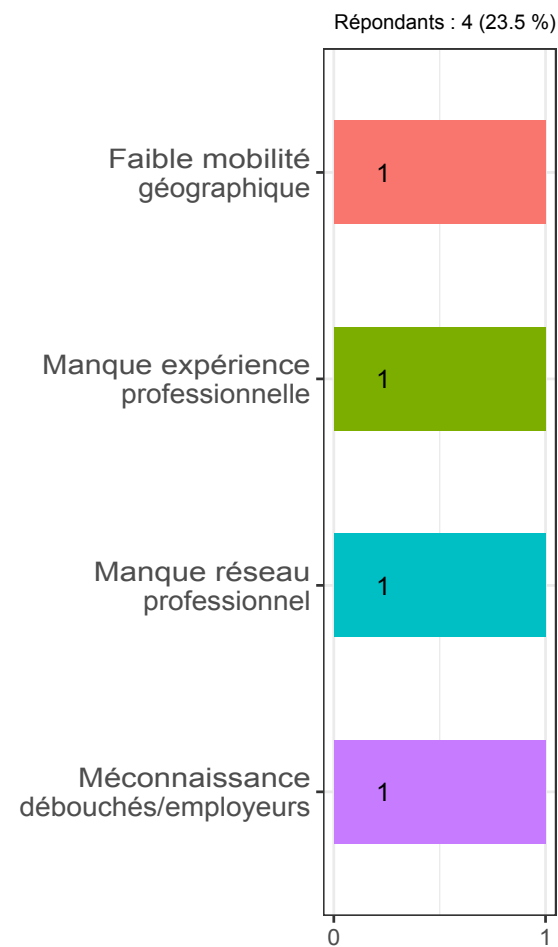 Répondants : 4 (23.5 %)
Faible mobilité
géographique
1
Manque expérience
professionnelle
1
Manque réseau
professionnel
1
Méconnaissance
débouchés/employeurs
1
0 1